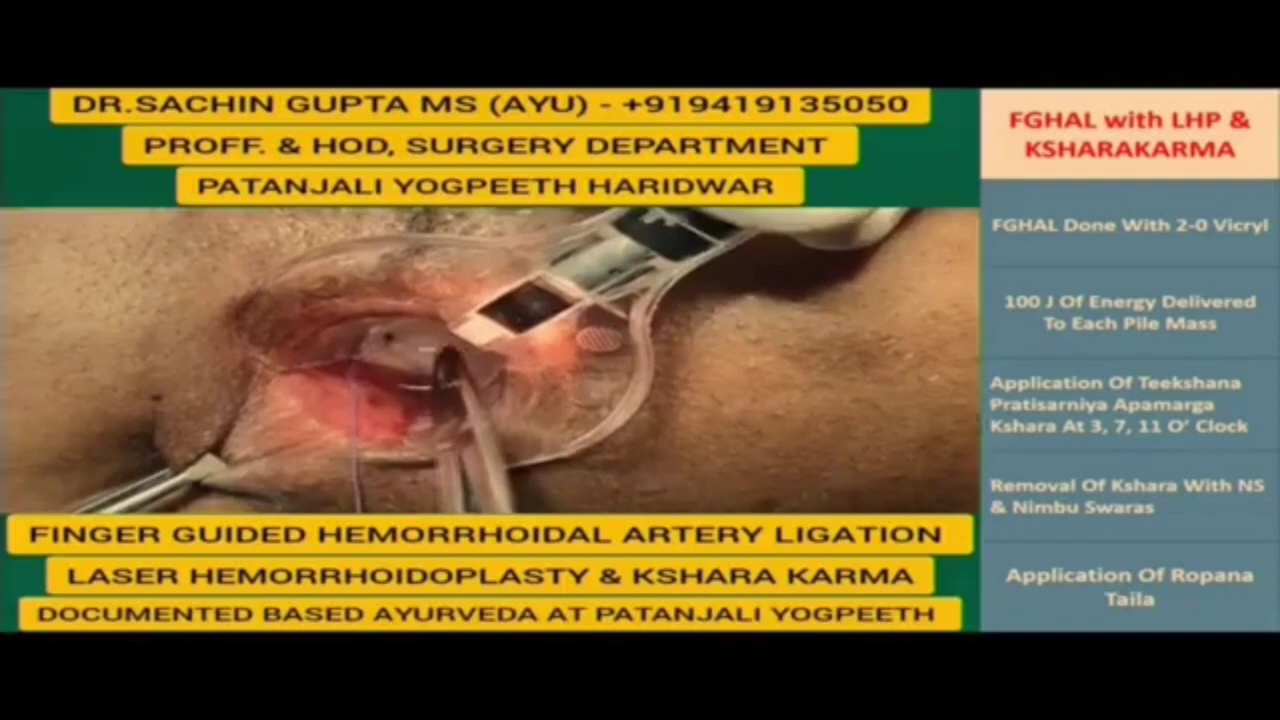 DR.SACHIN GUPTA MS (AYU) - +919419135050
PROFF. & HOD, SURGERY DEPARTMENT
PATANJALI YOGPEETH HARIDWAR
FINGER GUIDED HEMORRHOIDAL ARTERY LIGATION
LASER HEMORRHOIDOPLASTY & KSHARA KARMA
DOCUMENTED BASED AYURVEDA AT PATANJALI YOGPEETH
FGHAL with LHP &
KSHARAKARMA
FGHAL Done With 2-0 Vicryl
100 J Of Energy Delivered
To Each Pile Mass
Application Of Teekshana
Pratisarniya Apamarga
Kshara At 3, 7, 11 O' Clock
Removal Of Kshara With NS
& Nimbu Swaras
Application Of Ropana
Taila